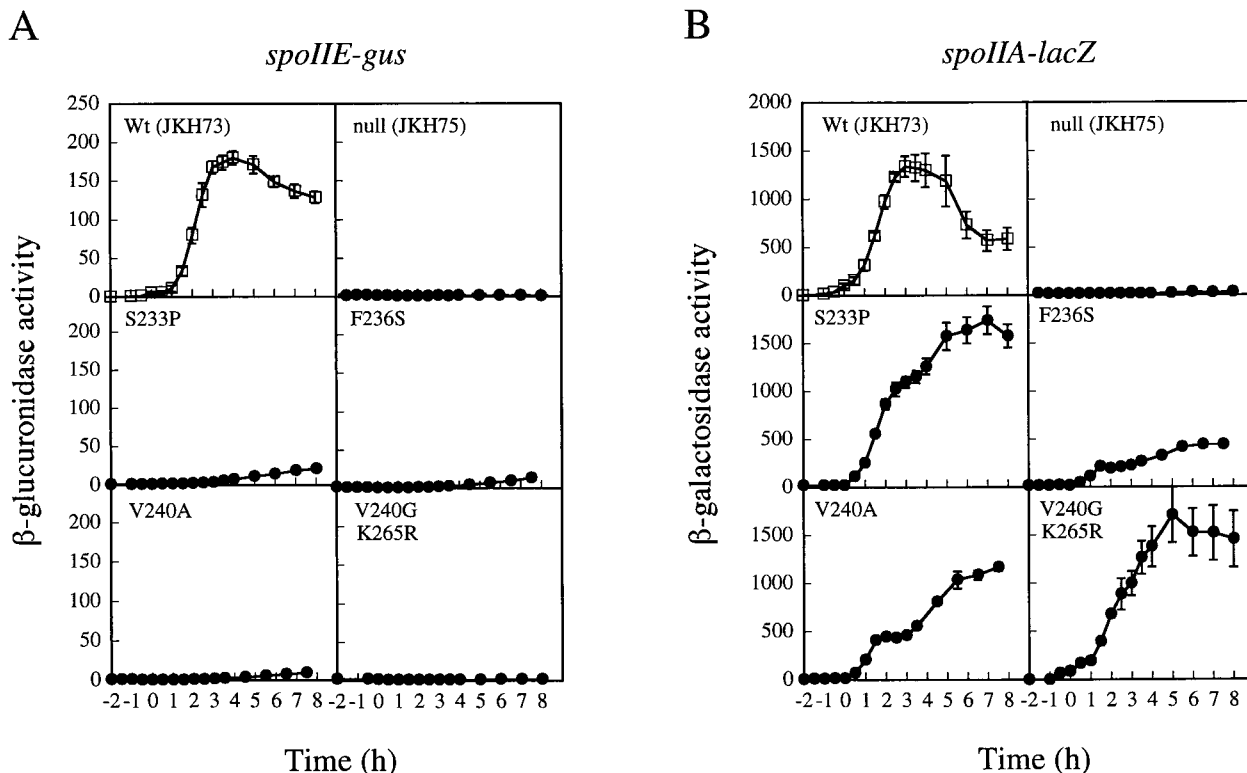 A
spoIIE-gus
β-glucuronidase activity
250
200
150
100
50
0
Wt (JKH73)
null (JKH75)
200
150
100
50
0
S233P
F236S
200
150
100
50
0
V240A
V240G
K265R
-2 -1 0 1 2 3 4 5 6 7 8
-2 -1 0 1 2 3 4 5 6 7 8
Time (h)
B
spoIIA-lacZ
β-galactosidase activity
2000
1500
1000
500
0
Wt (JKH73)
null (JKH75)
1500
1000
500
0
S233P
F236S
1500
1000
500
0
V240A
V240G
K265R
-2 -1 0 1 2 3 4 5 6 7 8
-2 -1 0 1 2 3 4 5 6 7 8
Time (h)